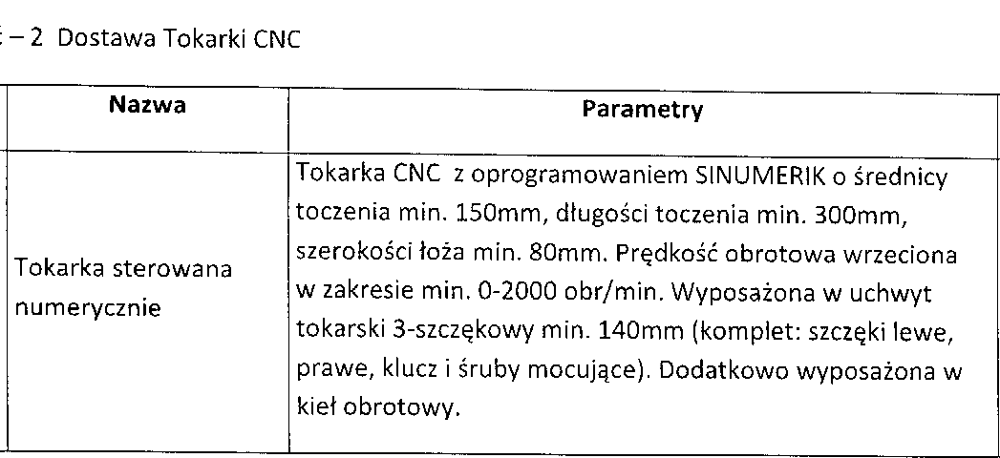 – 2 Dostawa Tokarki CNC
Nazwa
Parametry
Tokarka sterowana
numerycznie
Tokarka CNC z oprogramowaniem SINUMERIK o średnicy
toczenia min. 150mm, długości toczenia min. 300mm,
szerokości łoża min. 80mm. Prędkość obrotowa wrzeciona
w zakresie min. 0-2000 obr/min. Wyposażona w uchwyt
tokarski 3-szczękowy min. 140mm (komplet: szczęki lewe,
prawe, klucz i śruby mocujące). Dodatkowo wyposażona w
kieł obrotowy.